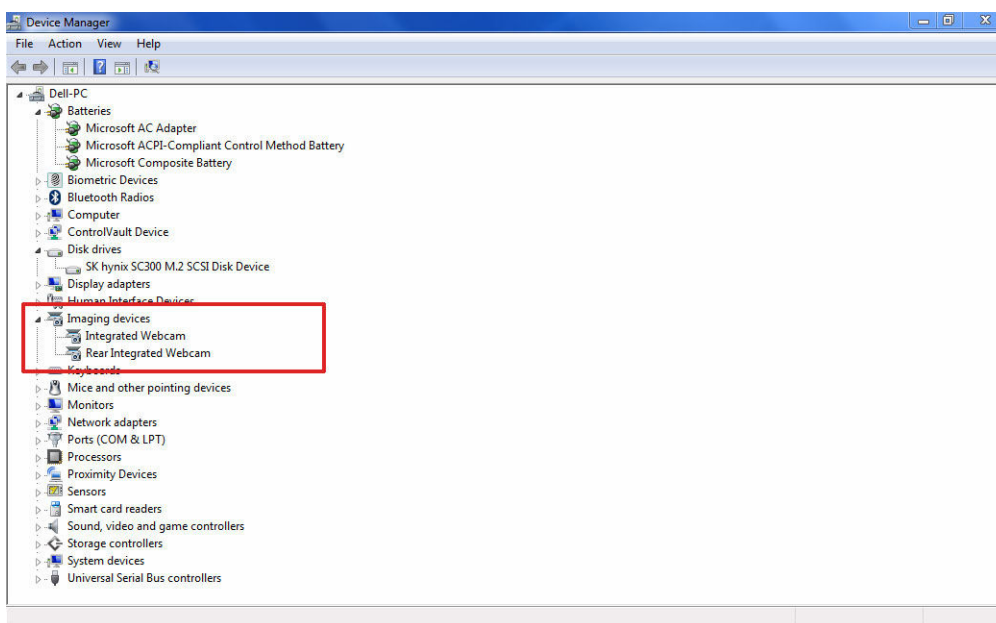 Device Manager
File Action View Help
Dell-PC
Batteries
Microsoft AC Adapter
Microsoft ACPI-Compliant Control Method Battery
Microsoft Composite Battery
Biometric Devices
Bluetooth Radios
Computer
ControlVault Device
Disk drives
SK hynix SC300 M.2 SCSI Disk Device
Display adapters
Human Interface Devices
Imaging devices
Integrated Webcam
Rear Integrated Webcam
Keyboards
Mice and other pointing devices
Monitors
Network adapters
Ports (COM & LPT)
Processors
Proximity Devices
Sensors
Smart card readers
Sound, video and game controllers
Storage controllers
System devices
Universal Serial Bus controllers